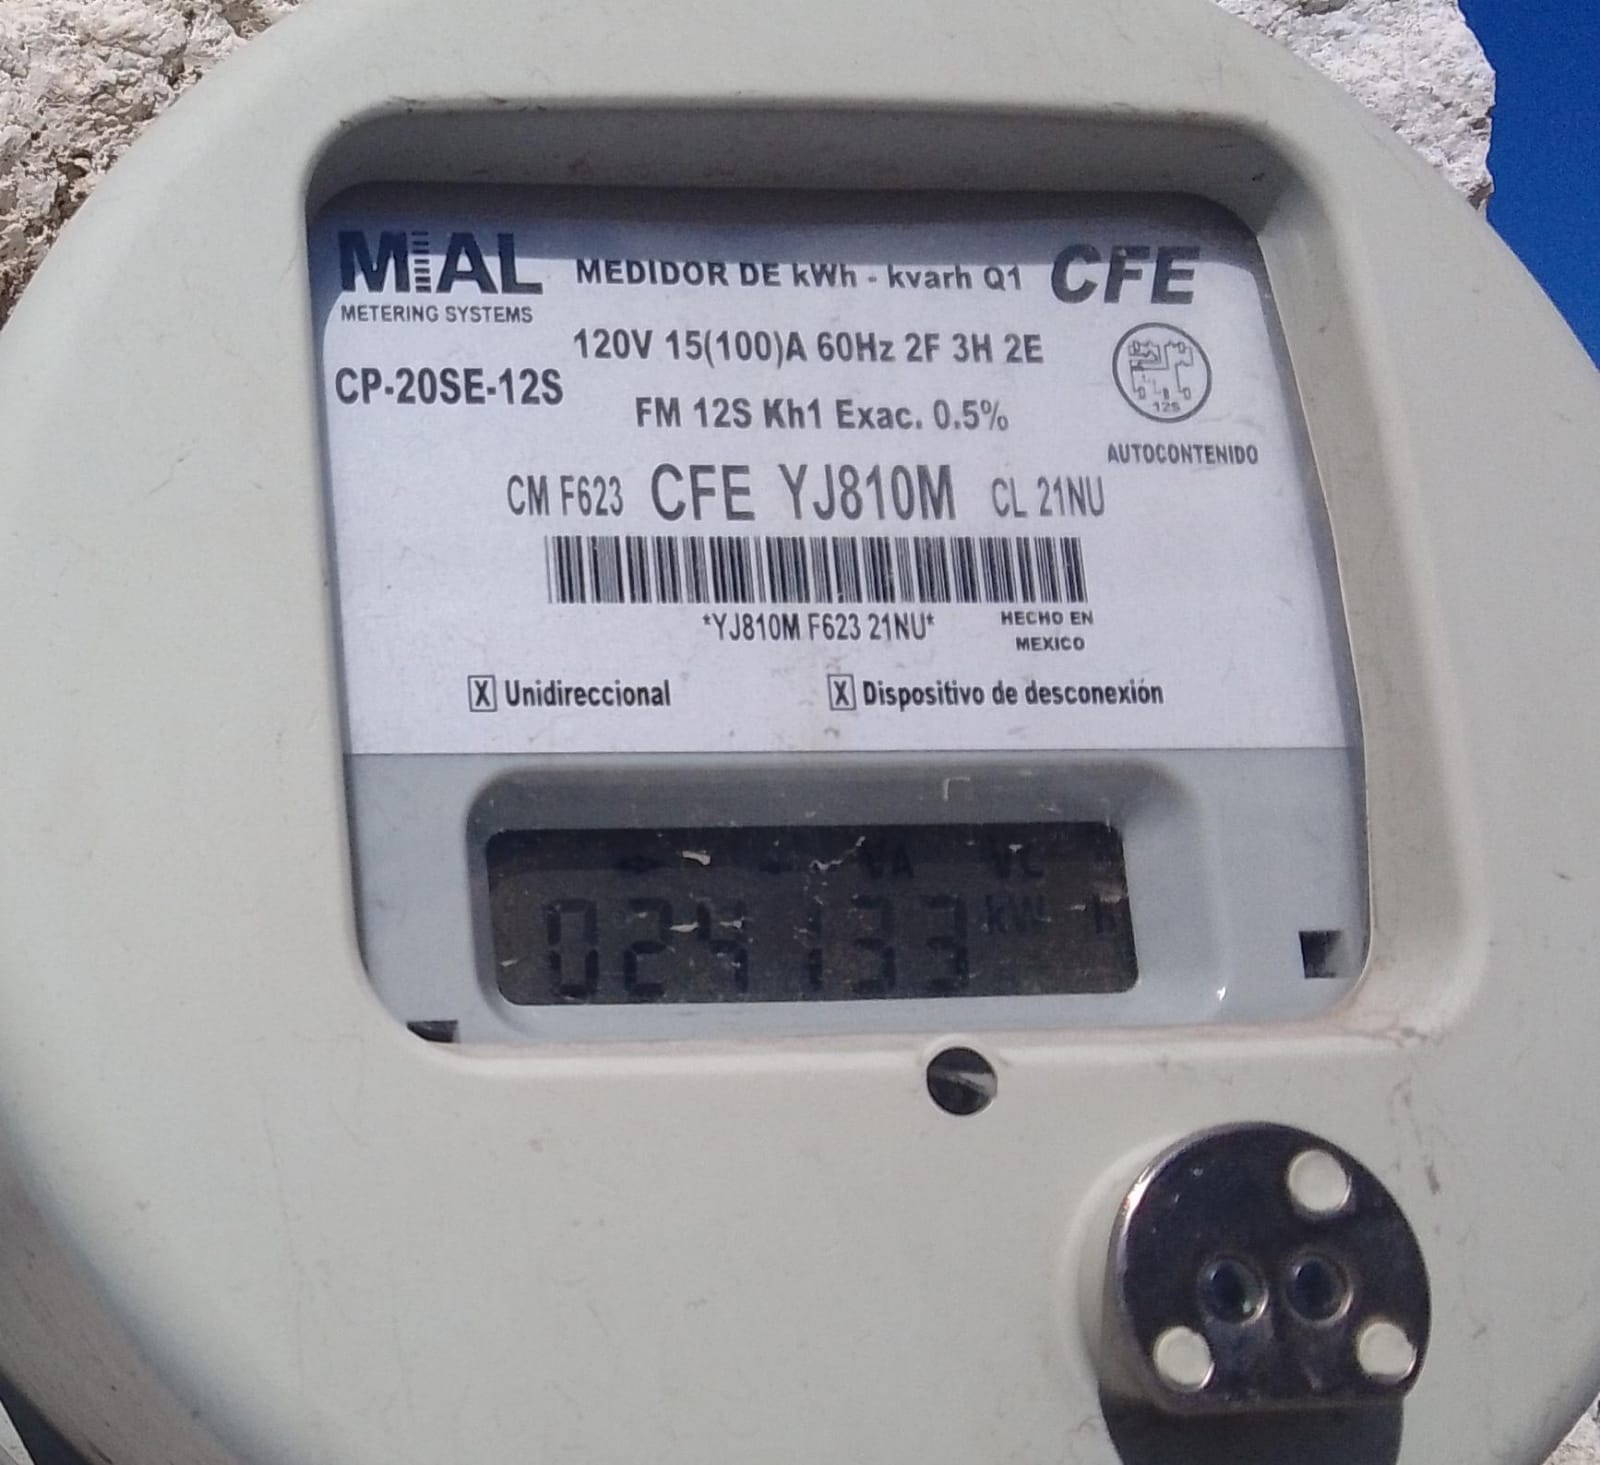 MIAL MEDIDOR DE kWh - kvarh Q1 CFE
METERING SYSTEMS
120V 15(100)A 60Hz 2F 3H 2E
CP-20SE-12S
FM 12S Kh1 Exac. 0.5%
12S
AUTOCONTENIDO
CM F623 CFE YJ810M CL 21NU
*YJ810M F623 21NU*
HECHO EN
MEXICO
X Unidireccional X Dispositivo de desconexión
VA VC
024133 kW h